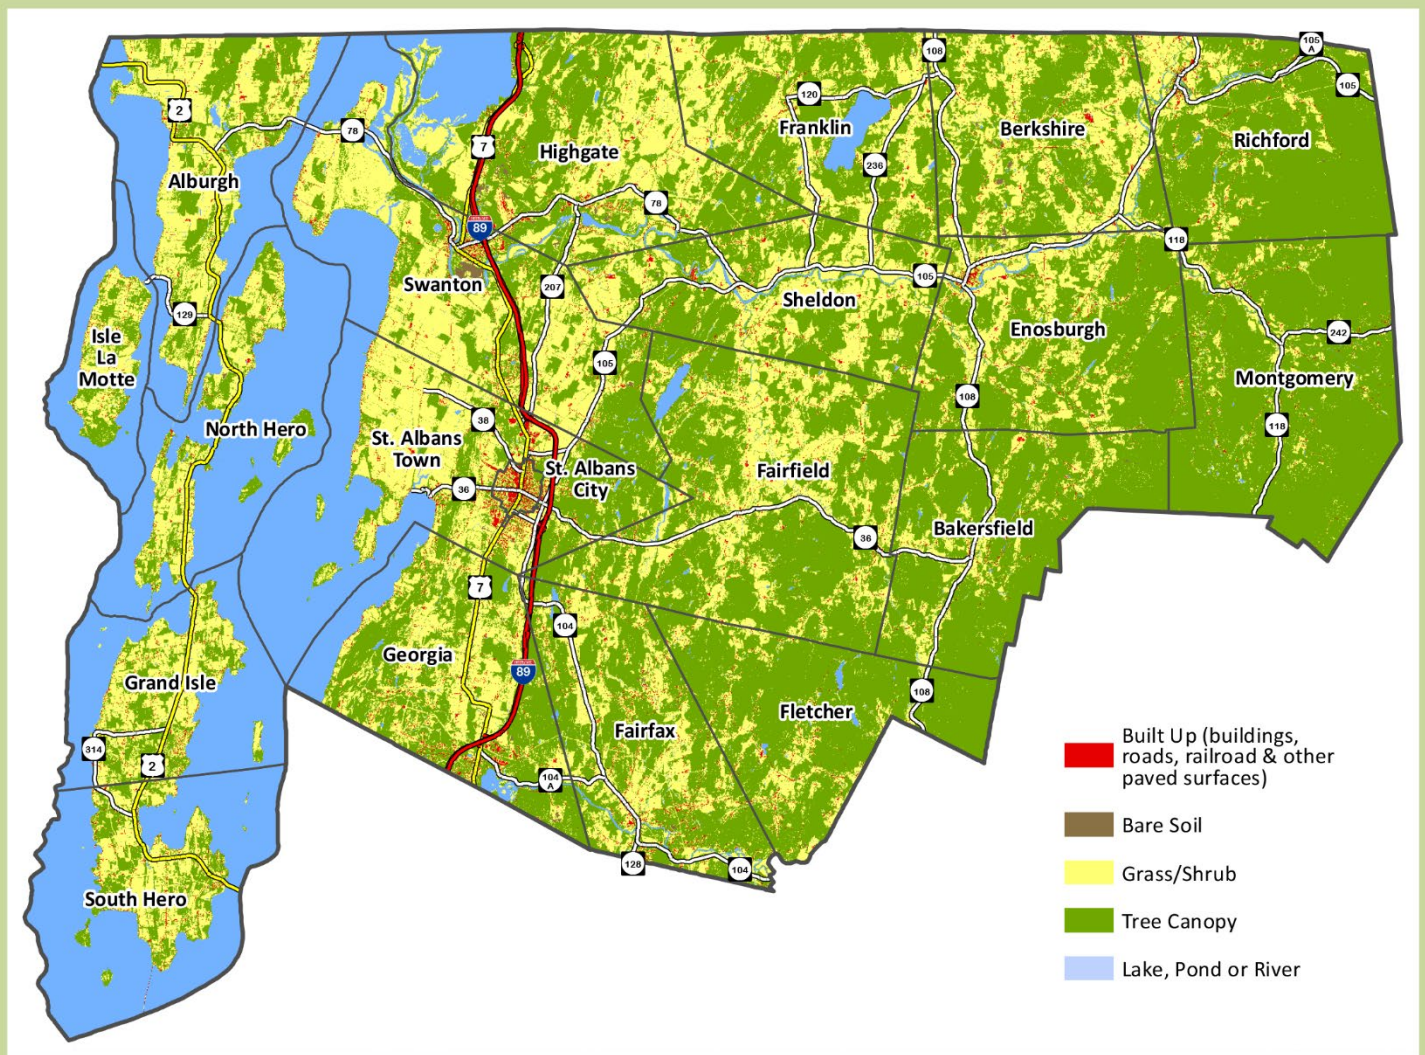 105
A
108
105
120
2
Franklin
Berkshire
78
7
Highgate
Richford
236
Alburgh
78
89
118
Swanton
105
207
Sheldon
129
Enosburgh
242
Isle
La
Motte
105
Montgomery
108
38
118
North Hero
St. Albans
Town
St. Albans
City
Fairfield
36
Bakersfield
36
7
104
Georgia
89
Grand Isle
108
Fletcher
Fairfax
314
2
104
A
128
104
South Hero
Built Up (buildings,
roads, railroad & other
paved surfaces)
Bare Soil
Grass/Shrub
Tree Canopy
Lake, Pond or River